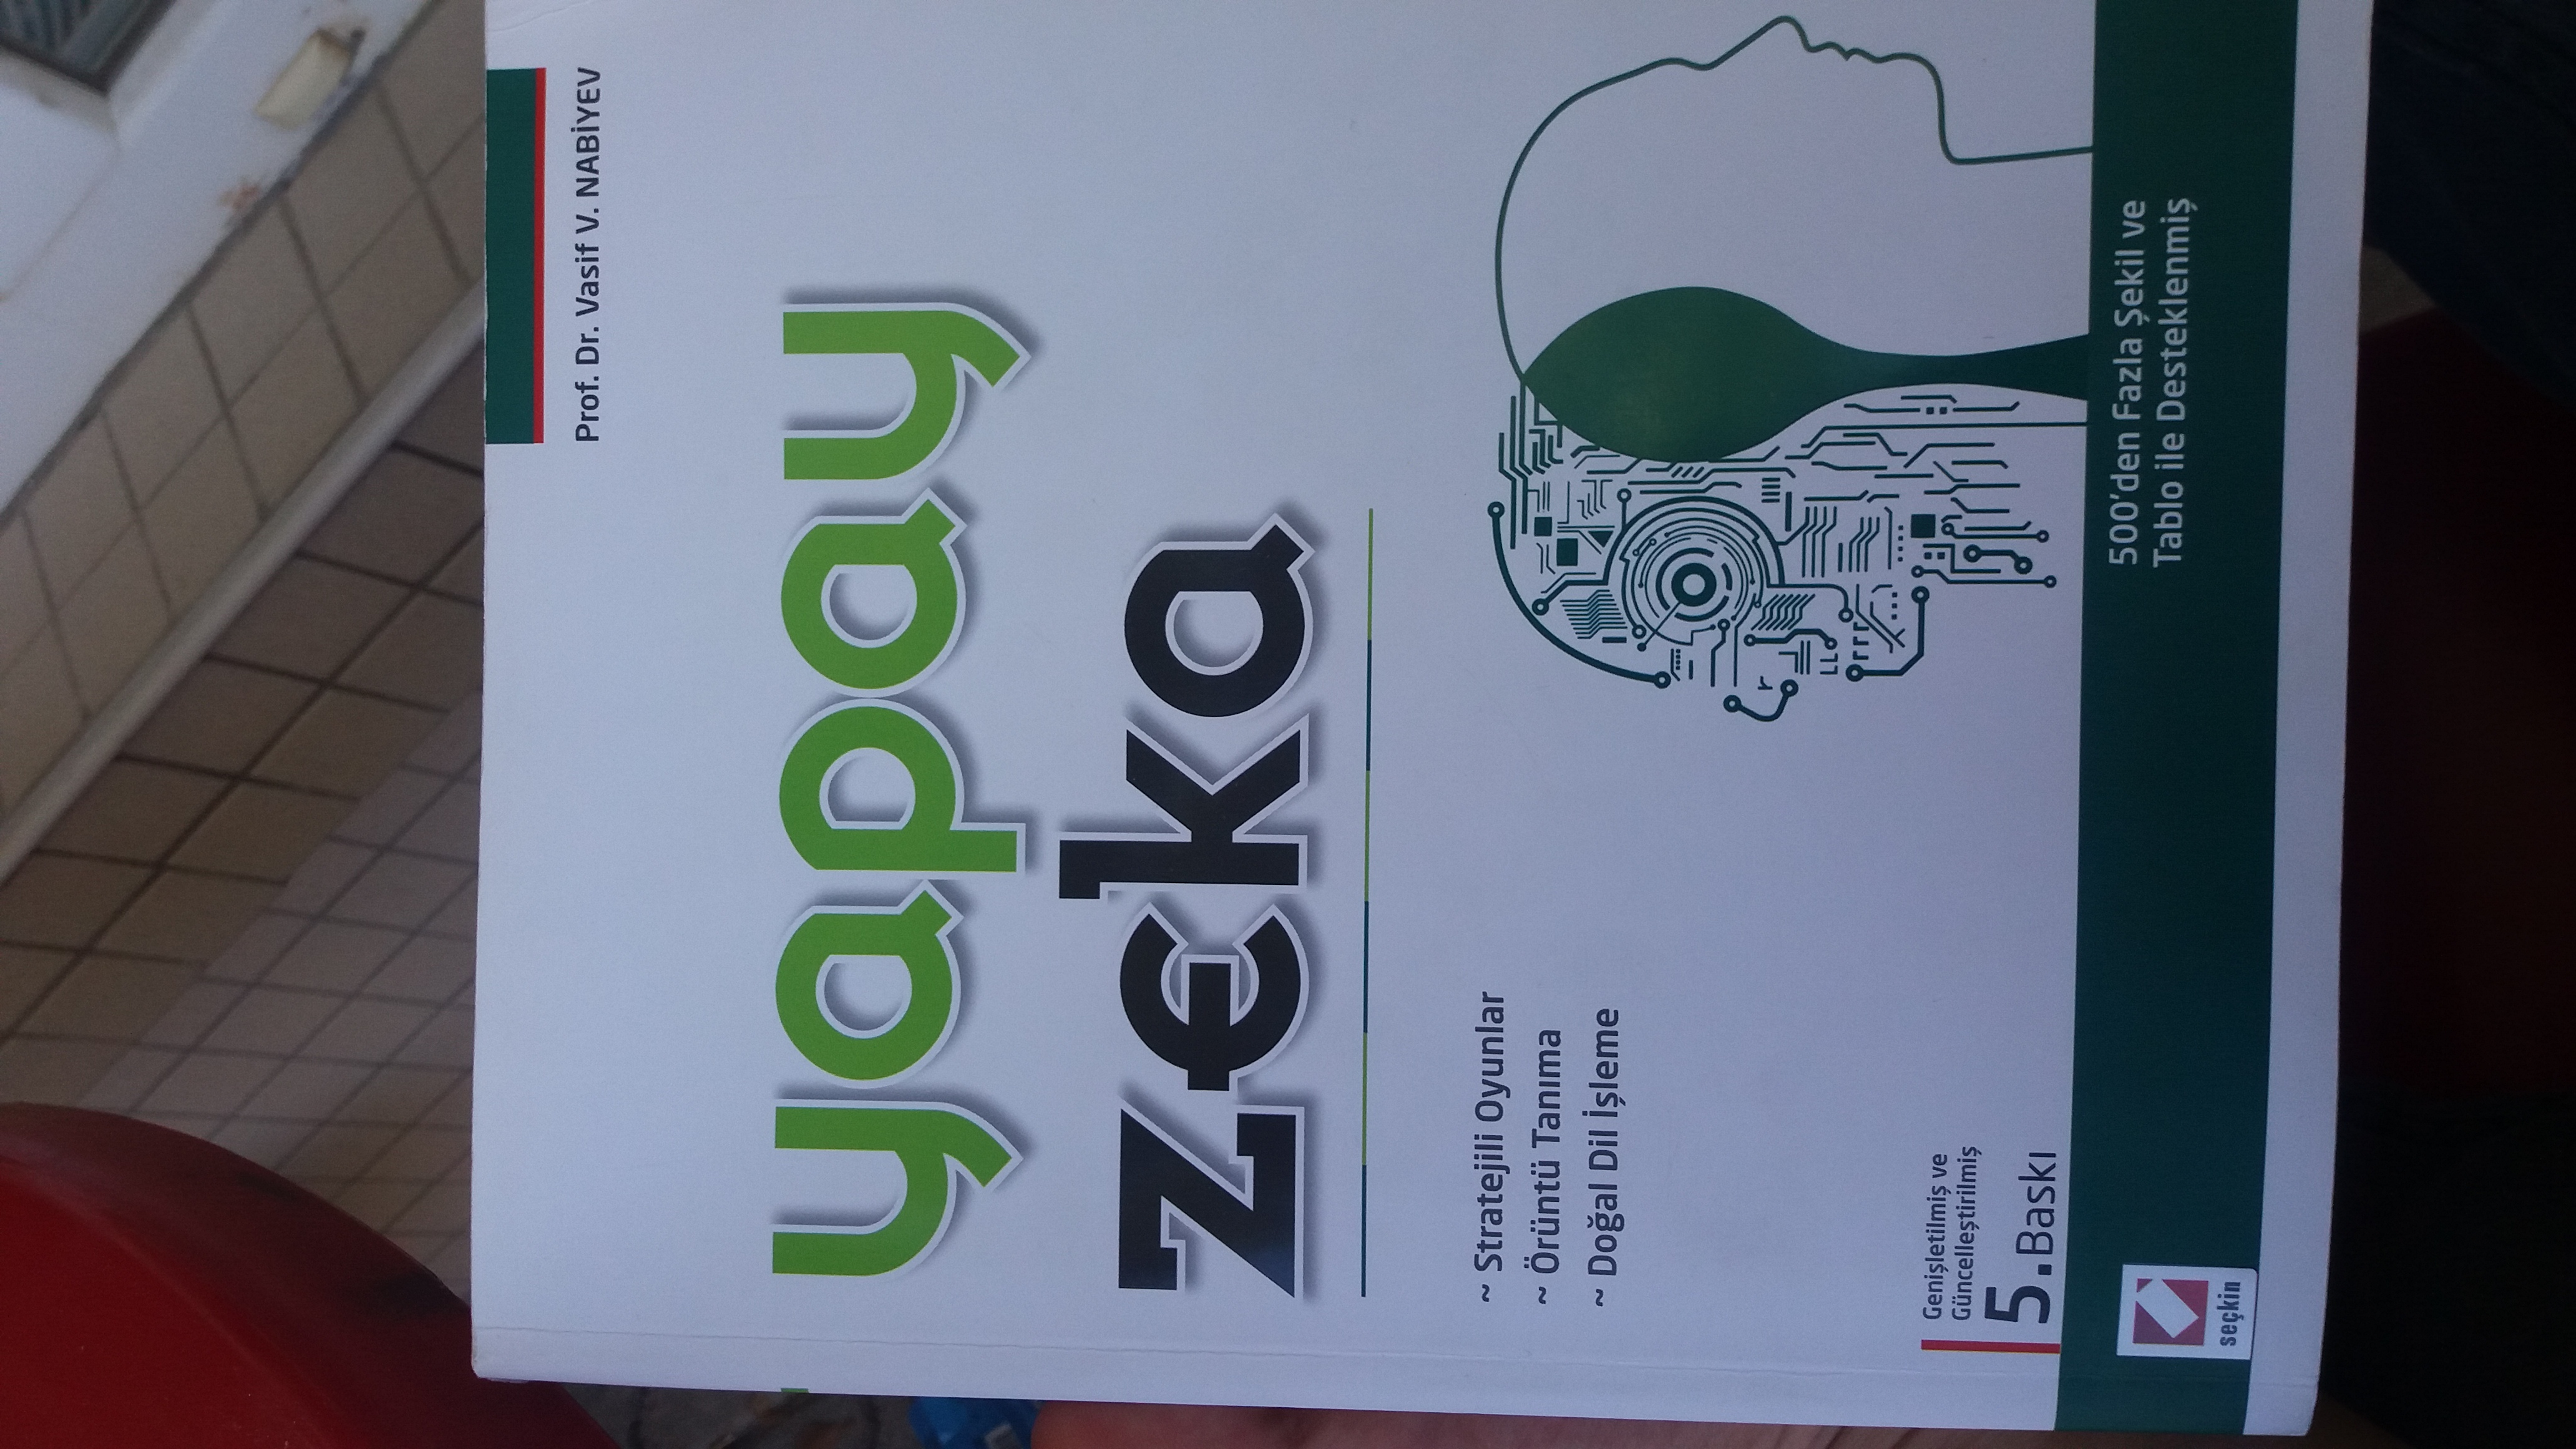 Prof. Dr. Vasif V. NABİYEV
yapay
zeka
~ Stratejili Oyunlar
~ Örüntü Tanıma
~ Doğal Dil İşleme
Genişletilmiş ve
Güncelleştirilmiş
5. Baskı
500'den Fazla Şekil ve
Tablo ile Desteklenmiş
seçkin